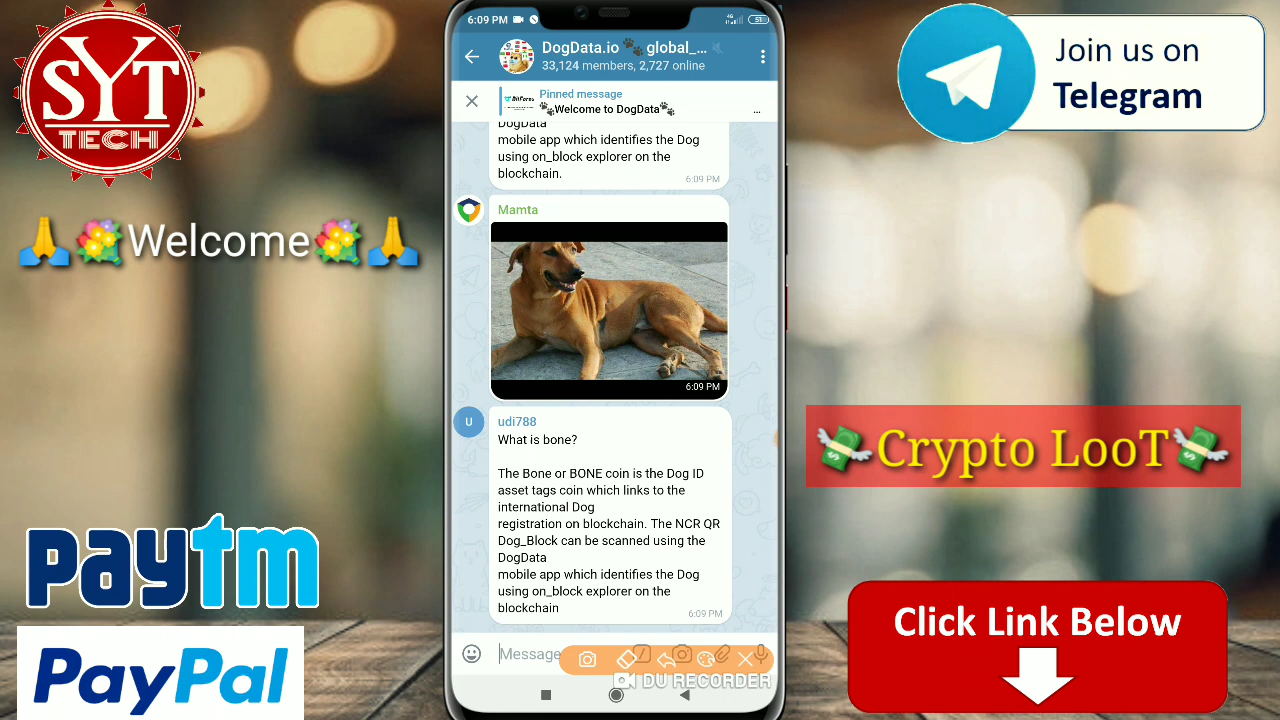 SYT
TECH
🙏💐Welcome💐🙏
paytm
PayPal
6:09 PM
4G
53
DogData.io 🐾 global_...
33,124 members, 2,727 online
Pinned message
🐾Welcome to DogData🐾
...
DogData
mobile app which identifies the Dog
using on_block explorer on the
blockchain.
6:09 PM
Mamta
6:09 PM
U
udi788
What is bone?
The Bone or BONE coin is the Dog ID
asset tags coin which links to the
international Dog
registration on blockchain. The NCR QR
Dog_Block can be scanned using the
DogData
mobile app which identifies the Dog
using on_block explorer on the
blockchain
6:09 PM
Message
DU RECORDER
Join us on
Telegram
💸Crypto LooT💸
Click Link Below